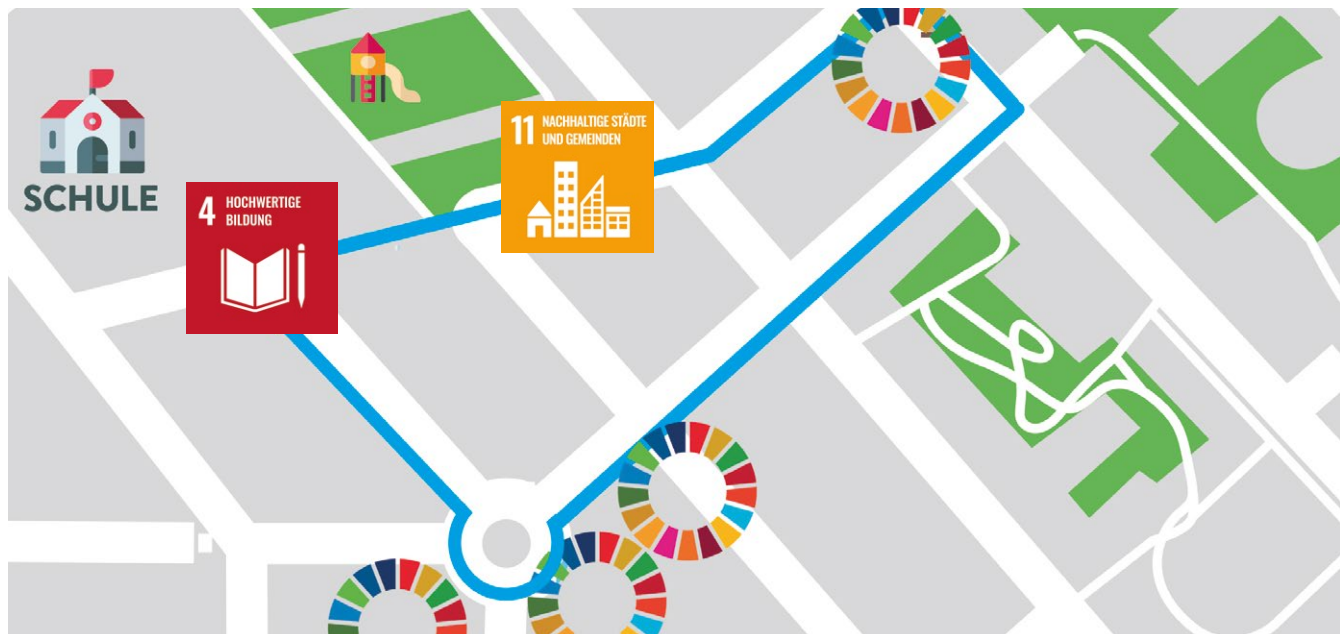 SCHULE
4 HOCHWERTIGE
BILDUNG
11 NACHHALTIGE STÄDTE
UND GEMEINDEN